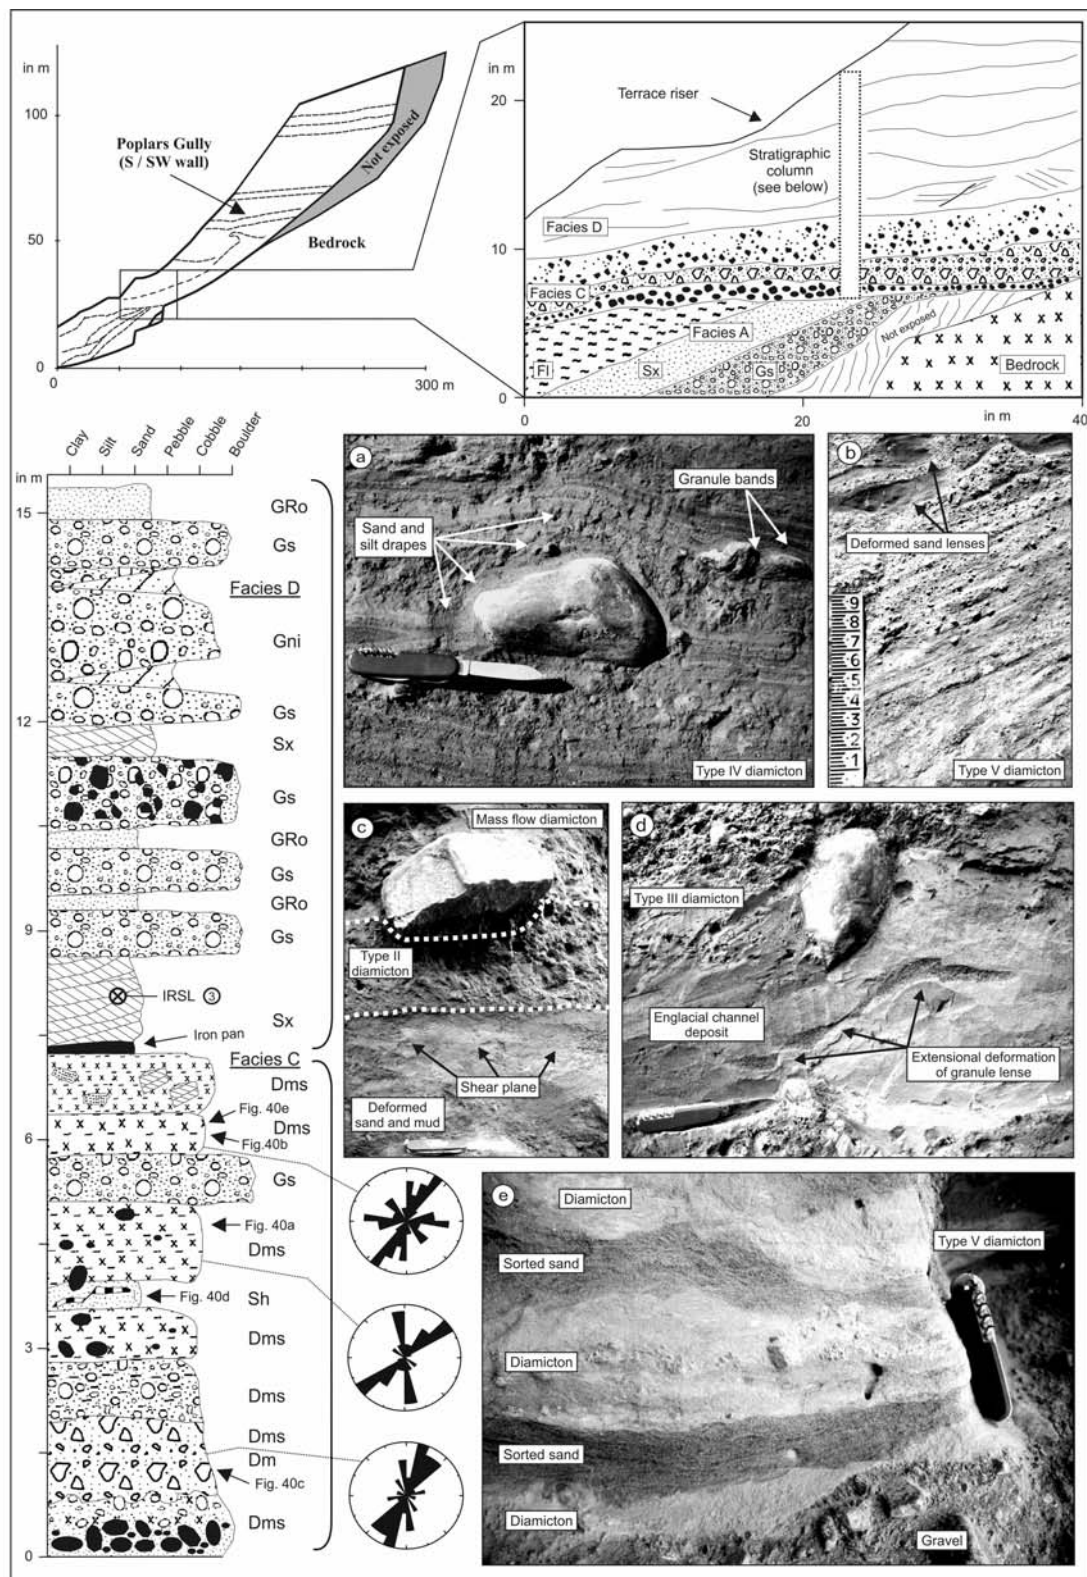 in m
100
50
0
0
300 m
Poplars Gully
(S / SW wall)
Not exposed
Bedrock
in m
20
10
0
0
20
in m
40
Terrace riser
Stratigraphic
column
(see below)
Facies D
Facies C
Facies A
Fl
Sx
Gs
Not exposed
Bedrock
Clay
Silt
Sand
Pebble
Cobble
Boulder
in m
15
12
9
6
3
0
GRo
Gs
Facies D
Gni
Gs
Sx
Gs
GRo
Gs
GRo
Gs
IRSL 3
Sx
Iron pan
Facies C
Dms
Fig. 40e
Dms
Fig. 40b
Gs
Fig. 40a
Dms
Sh
Fig. 40d
Dms
Dms
Dms
Dm
Fig. 40c
Dms
a
Granule bands
Sand and
silt drapes
Type IV diamicton
b
Deformed sand lenses
9
8
7
6
5
4
3
2
1
Type V diamicton
c
Mass flow diamicton
Type II
diamicton
Shear plane
Deformed
sand and mud
d
Type III diamicton
Englacial channel
deposit
Extensional deformation
of granule lense
e
Diamicton
Type V diamicton
Sorted sand
Diamicton
Sorted sand
Diamicton
Gravel